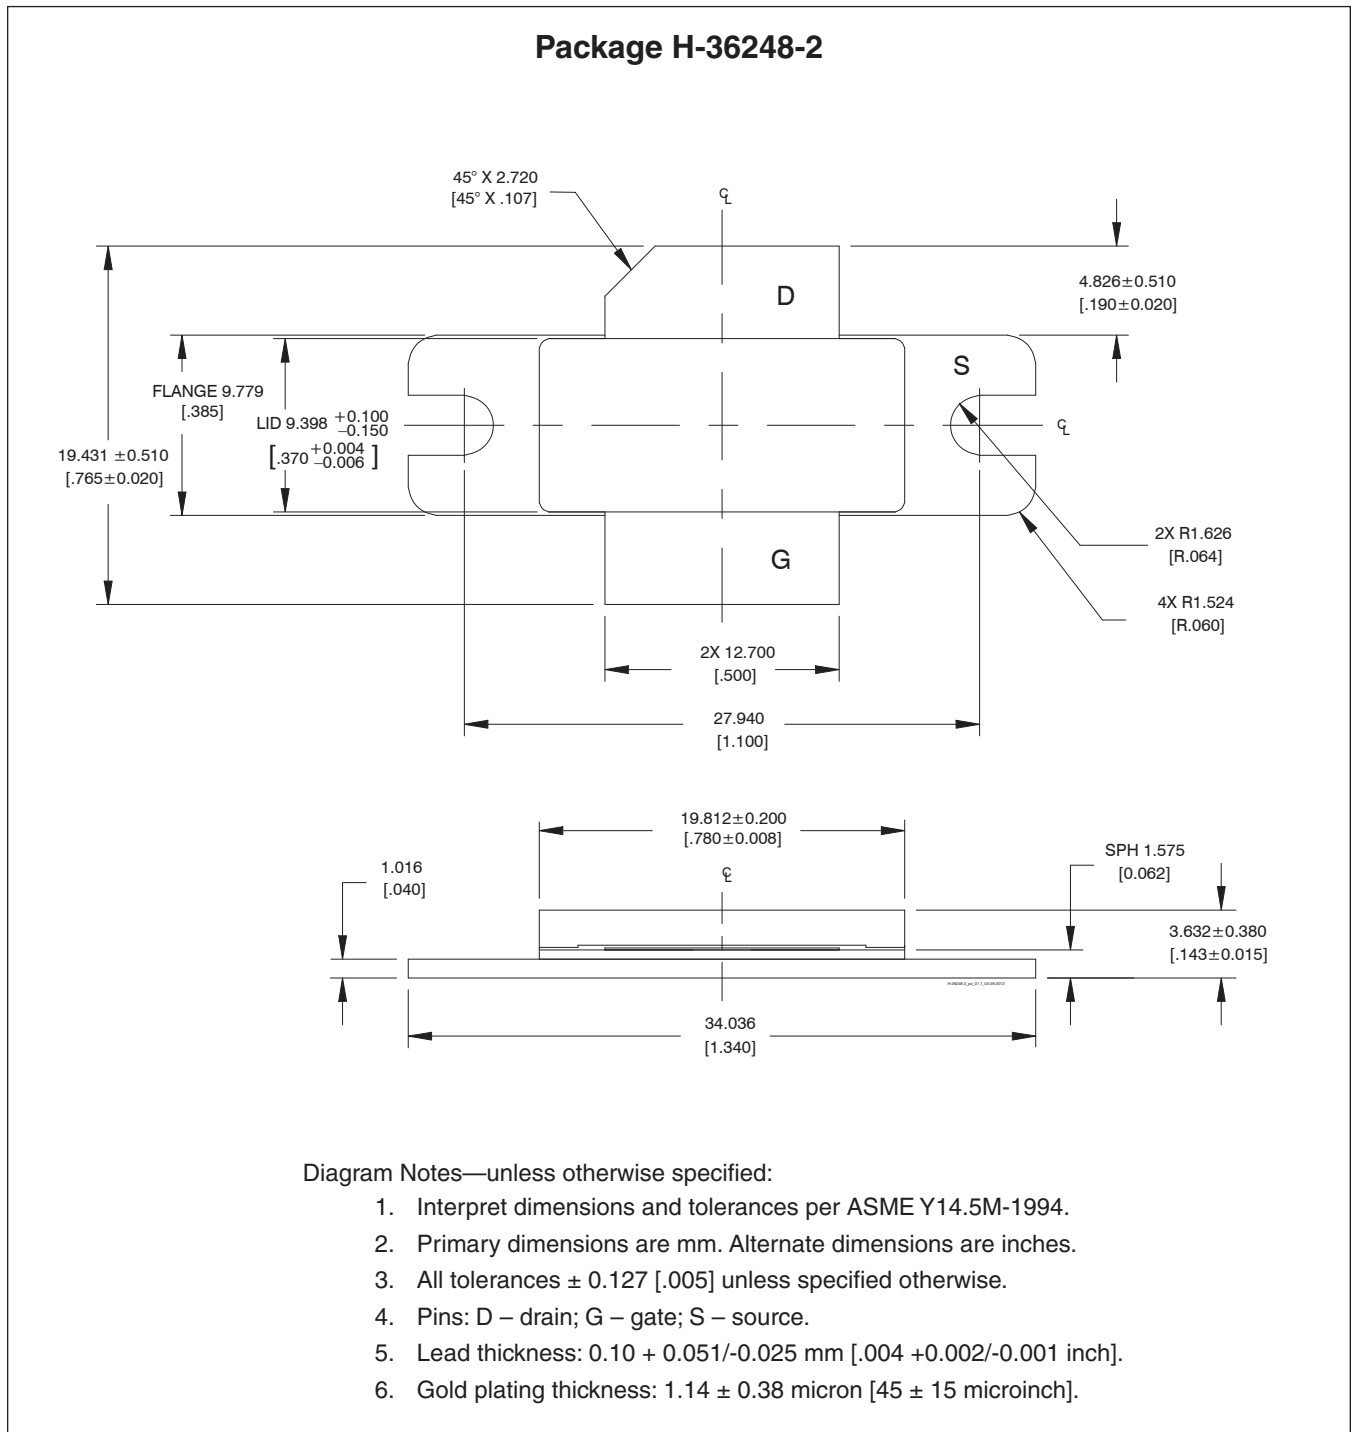 Package H-36248-2
45° X 2.720
[45° X .107]
℄
D
4.826±0.510
[.190±0.020]
S
FLANGE 9.779
[.385]
LID 9.398 +0.100
−0.150
[.370 +0.004
−0.006 ]
℄
19.431 ±0.510
[.765±0.020]
2X R1.626
[R.064]
G
4X R1.524
[R.060]
2X 12.700
[.500]
27.940
[1.100]
19.812±0.200
[.780±0.008]
SPH 1.575
[0.062]
1.016
[.040]
℄
3.632±0.380
[.143±0.015]
34.036
[1.340]
Diagram Notes—unless otherwise specified:
1. Interpret dimensions and tolerances per ASME Y14.5M-1994.
2. Primary dimensions are mm. Alternate dimensions are inches.
3. All tolerances ± 0.127 [.005] unless specified otherwise.
4. Pins: D – drain; G – gate; S – source.
5. Lead thickness: 0.10 + 0.051/-0.025 mm [.004 +0.002/-0.001 inch].
6. Gold plating thickness: 1.14 ± 0.38 micron [45 ± 15 microinch].